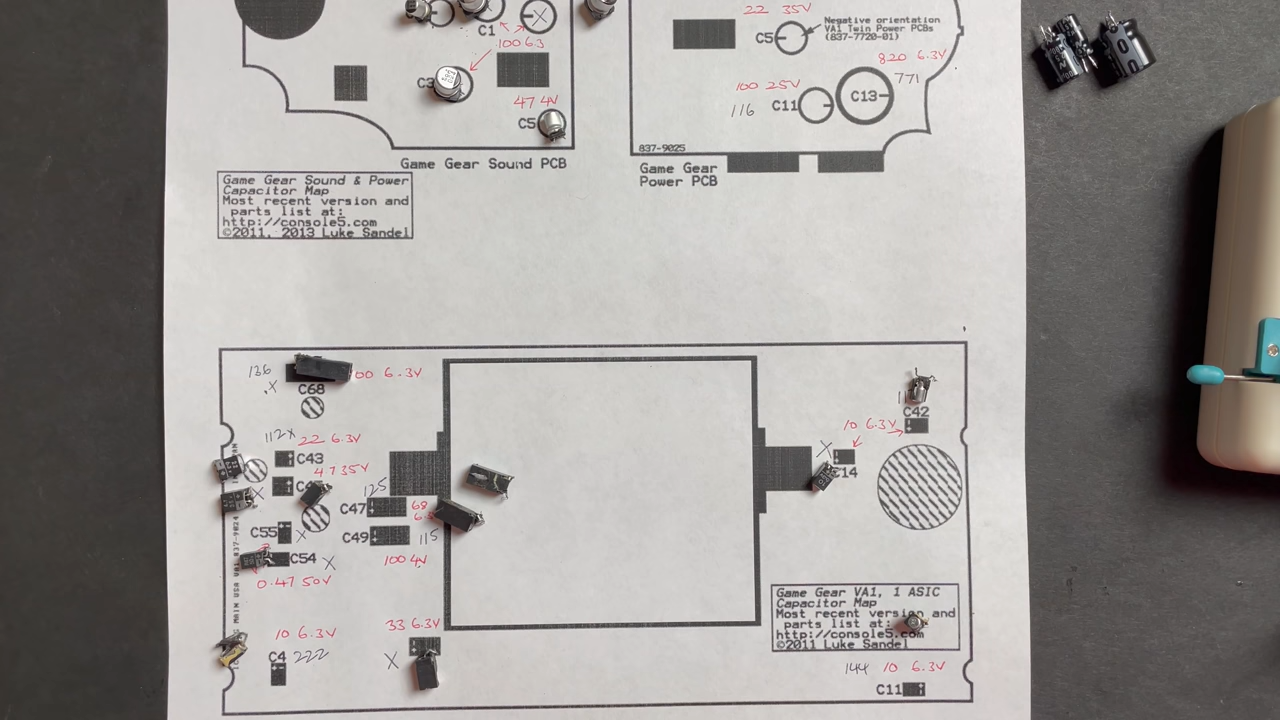 C1
100 6.3
C3
47 4V
C5
Game Gear Sound PCB
22 35V
C5
Negative orientation
VA1 Twin Power PCBs
(837-7720-01)
820 6.3V
771
100 25V
116
C11
C13
837-9025
Game Gear
Power PCB
Game Gear Sound & Power
Capacitor Map
Most recent version and
parts list at:
http://console5.com
©2011, 2013 Luke Sandel
136
X
00 6.3V
C68
112 X
22 6.3V
C43
47 35V
X
125
C47
68
C55
X
C49
115
C54
X
100 4V
0.47 50V
10 6.3V
C4
222
33 6.3V
X
C42
10 6.3V
X
C14
Game Gear VA1, 1 ASIC
Capacitor Map
Most recent version and
parts list at:
http://console5.com
©2011 Luke Sandel
144
10 6.3V
C11